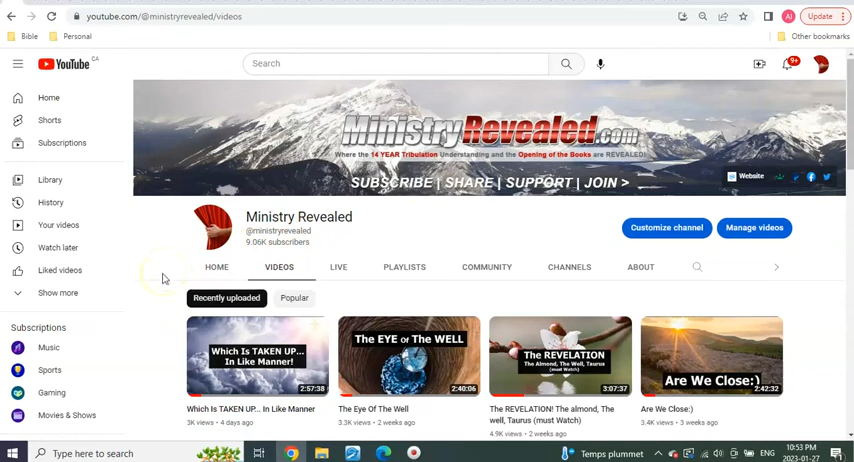 youtube.com/@ministryrevealed/videos
AI
Update
Bible
Personal
Other bookmarks
YouTube CA
Search
9+
Home
Shorts
Subscriptions
Library
History
Your videos
Watch later
Liked videos
Show more
Subscriptions
Music
Sports
Gaming
Movies & Shows
MinistryRevealed.com
Where the 14 YEAR Tribulation Understanding and the Opening of the Books are REVEALED!
SUBSCRIBE | SHARE | SUPPORT | JOIN >
Website
Ministry Revealed
@ministryrevealed
9.06K subscribers
Customize channel
Manage videos
HOME
VIDEOS
LIVE
PLAYLISTS
COMMUNITY
CHANNELS
ABOUT
Recently uploaded
Popular
Which Is TAKEN UP...
In Like Manner!
2:57:38
Which Is TAKEN UP... In Like Manner
3K views • 4 days ago
The EYE of The WELL
2:40:06
The Eye Of The Well
3.3K views • 2 weeks ago
The REVELATION
The Almond, The Well, Taurus
(must Watch)
3:07:37
The REVELATION! The almond, The
well, Taurus (must Watch)
4.9K views • 2 weeks ago
Are We Close:)
2:42:32
Are We Close:)
3.4K views • 3 weeks ago
Type here to search
Temps plummet
ENG
10:53 PM
2023-01-27